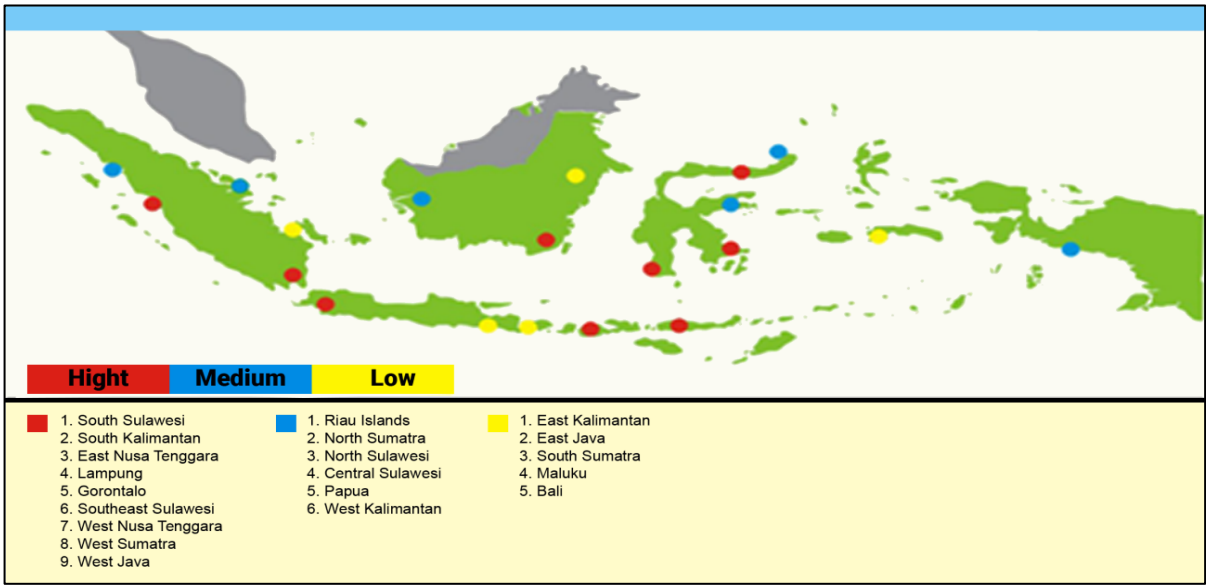 Hight Medium Low
1. South Sulawesi
2. South Kalimantan
3. East Nusa Tenggara
4. Lampung
5. Gorontalo
6. Southeast Sulawesi
7. West Nusa Tenggara
8. West Sumatra
9. West Java
1. Riau Islands
2. North Sumatra
3. North Sulawesi
4. Central Sulawesi
5. Papua
6. West Kalimantan
1. East Kalimantan
2. East Java
3. South Sumatra
4. Maluku
5. Bali